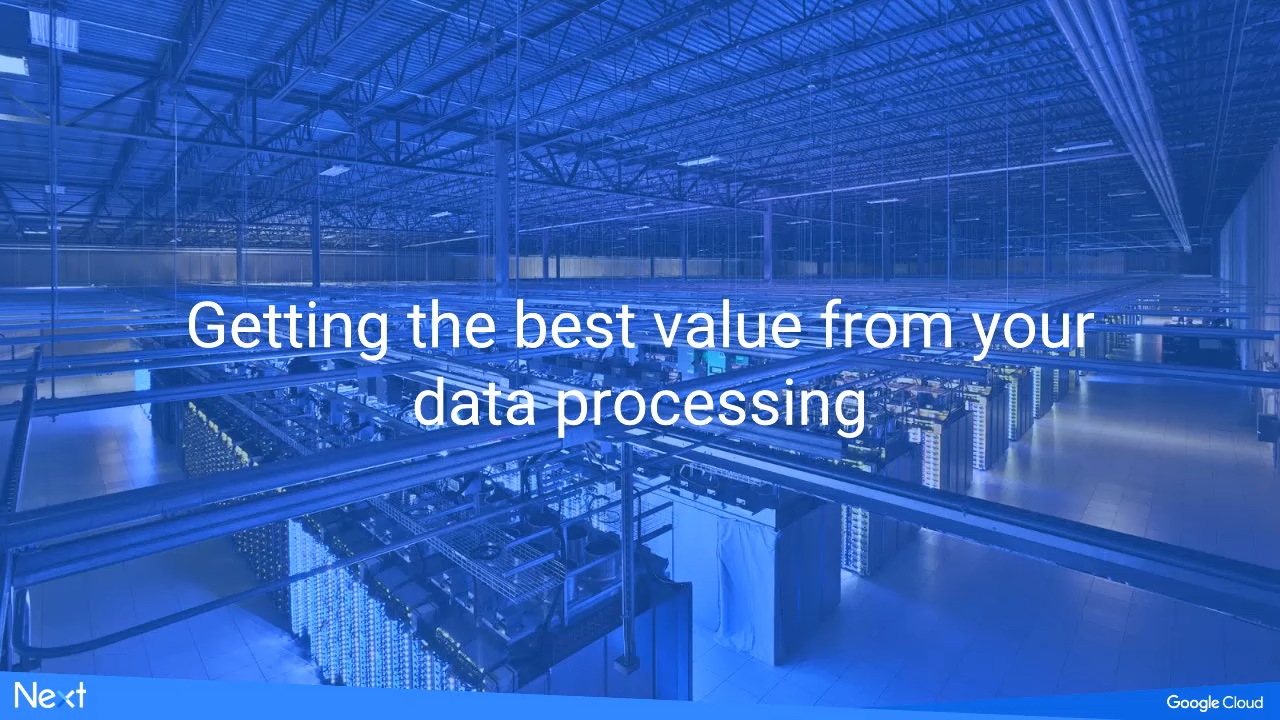 Getting the best value from your
data processing
Next
Google Cloud